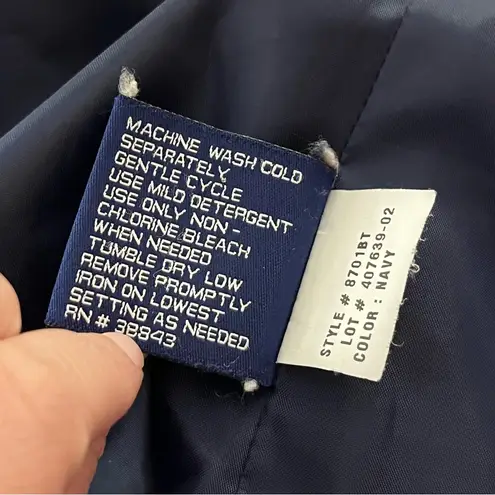 MACHINE WASH COLD
SEPARATELY
GENTLE CYCLE
USE MILD DETERGENT
USE ONLY NON-
CHLORINE BLEACH
WHEN NEEDED
TUMBLE DRY LOW
REMOVE PROMPTLY
IRON ON LOWEST
SETTING AS NEEDED
RN # 38843
STYLE # 8701BT
LOT # 407639-02
COLOR : NAVY